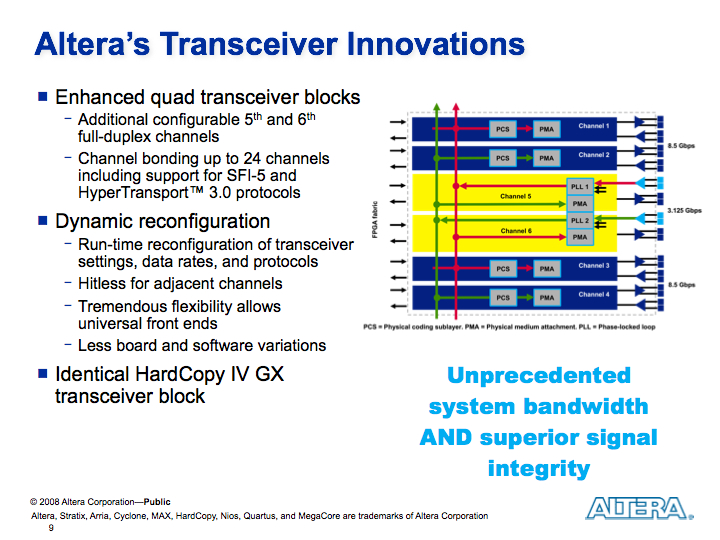 Altera's Transceiver Innovations
Enhanced quad transceiver blocks
– Additional configurable 5th and 6th
full-duplex channels
– Channel bonding up to 24 channels
including support for SFI-5 and
HyperTransport™ 3.0 protocols
Dynamic reconfiguration
– Run-time reconfiguration of transceiver
settings, data rates, and protocols
– Hitless for adjacent channels
– Tremendous flexibility allows
universal front ends
– Less board and software variations
Identical HardCopy IV GX
transceiver block
FPGA fabric
PCS
PMA
Channel 1
PCS
PMA
Channel 2
8.5 Gbps
PLL 1
Channel 5
PMA
PLL 2
Channel 6
PMA
3.125 Gbps
PCS
PMA
Channel 3
PCS
PMA
Channel 4
8.5 Gbps
PCS = Physical coding sublayer. PMA = Physical medium attachment. PLL = Phase-locked loop
Unprecedented
system bandwidth
AND superior signal
integrity
© 2008 Altera Corporation—Public
Altera, Stratix, Arria, Cyclone, MAX, HardCopy, Nios, Quartus, and MegaCore are trademarks of Altera Corporation
9
ALTERA®